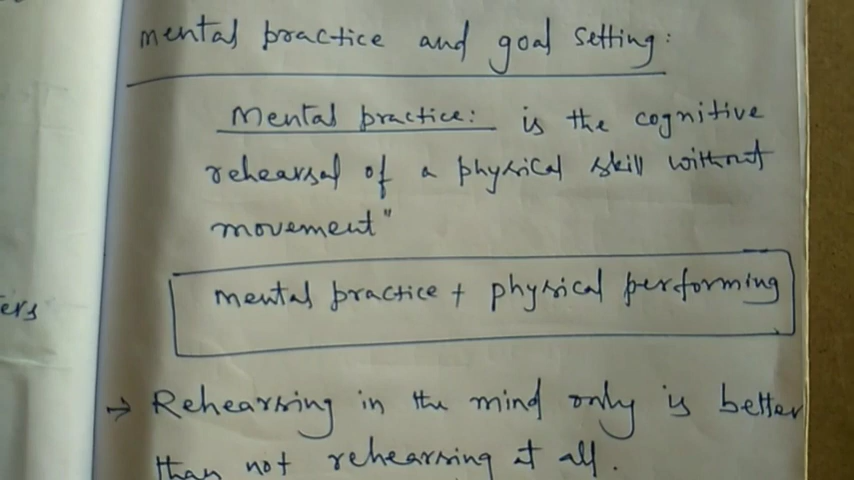 mental practice and goal setting:
Mental practice: is the cognitive
rehearsal of a physical skill without
movement"
mental practice + physical performing
→ Rehearsing in the mind only is better
than not rehearsing at all.
ers